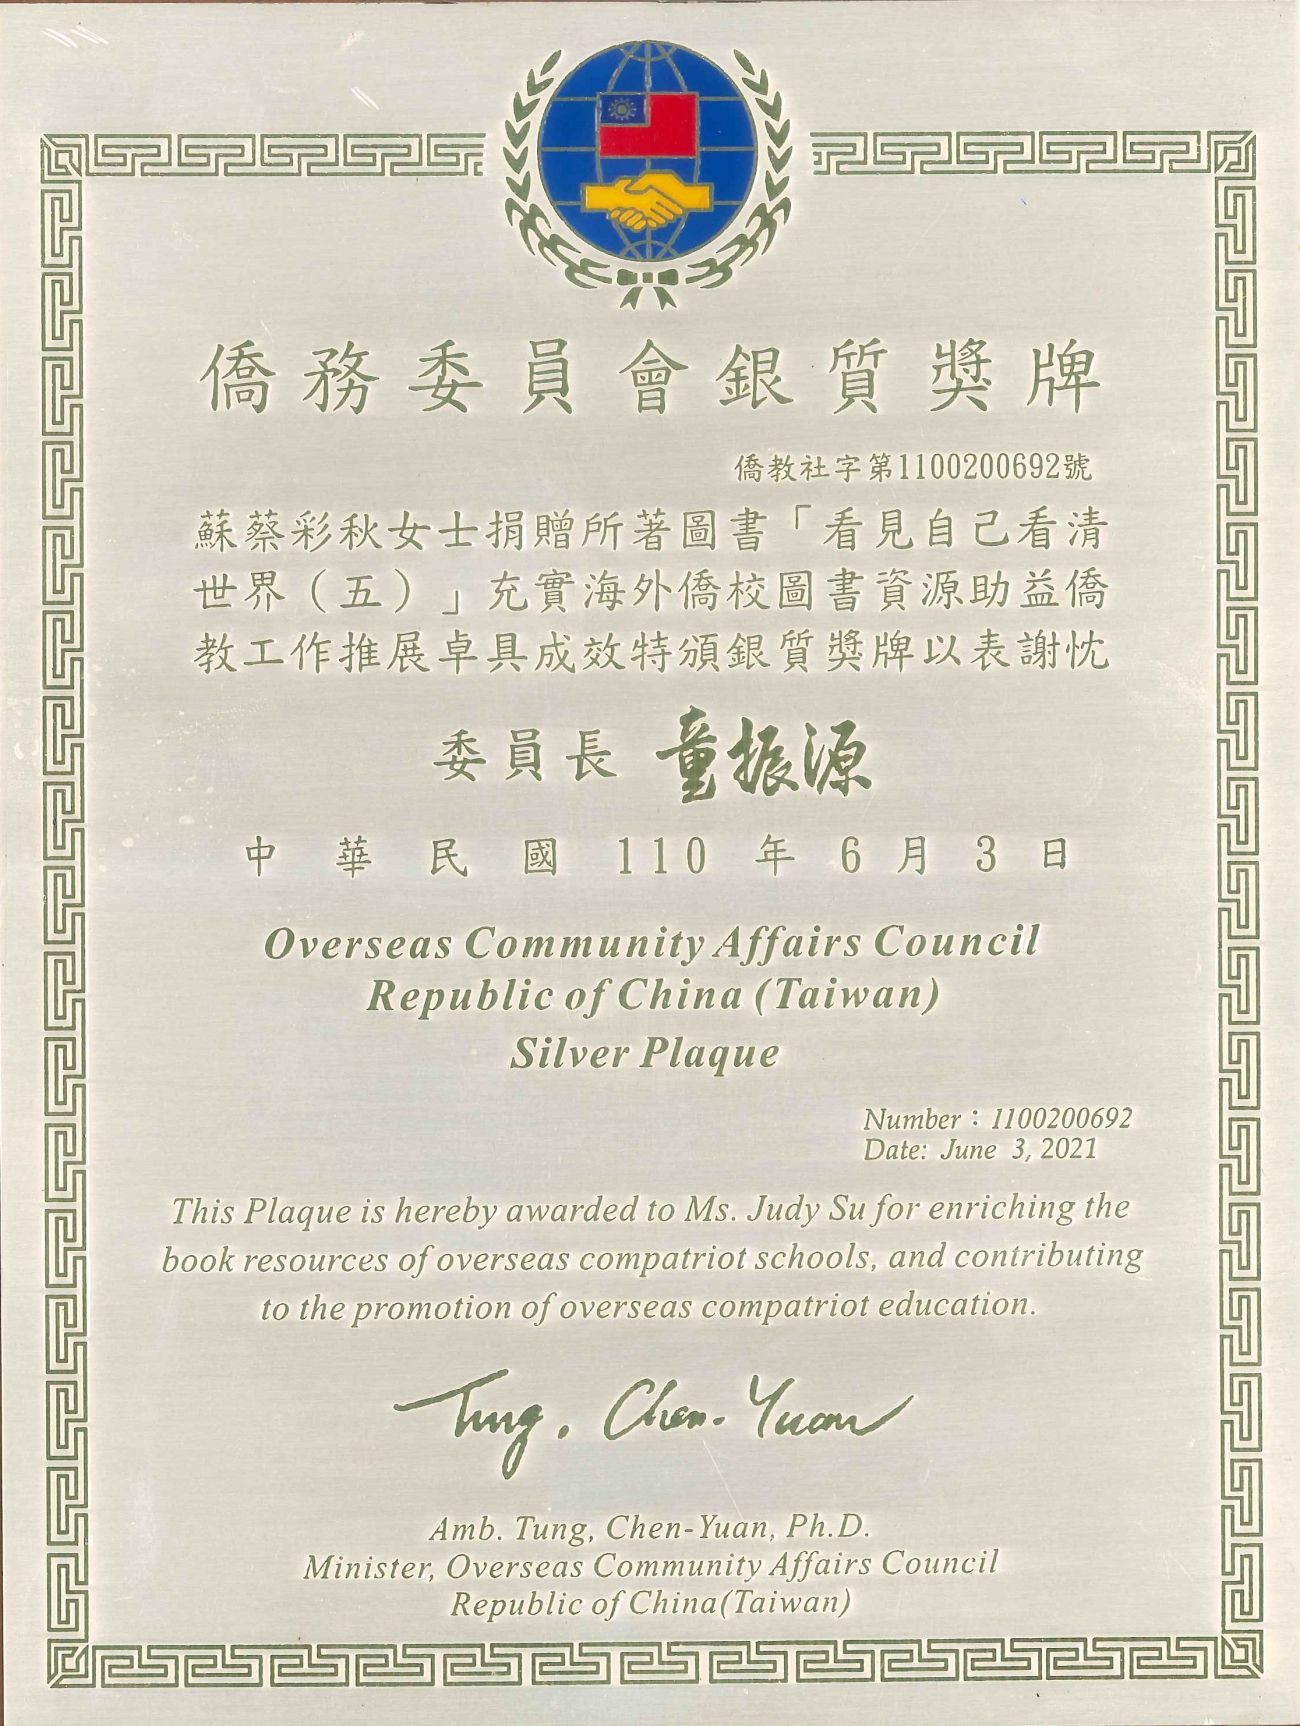 僑務委員會銀質獎牌
僑教社字第1100200692號
蘇蔡彩秋女士捐贈所著圖書「看見自己看清
世界（五）」充實海外僑校圖書資源助益僑
教工作推展卓具成效特頒銀質獎牌以表謝忱
委員長 童振源
中華民國 110 年 6 月 3 日
Overseas Community Affairs Council
Republic of China (Taiwan)
Silver Plaque
Number：1100200692
Date: June 3, 2021
This Plaque is hereby awarded to Ms. Judy Su for enriching the
book resources of overseas compatriot schools, and contributing
to the promotion of overseas compatriot education.
Tung, Chen-Yuan
Amb. Tung, Chen-Yuan, Ph.D.
Minister, Overseas Community Affairs Council
Republic of China(Taiwan)